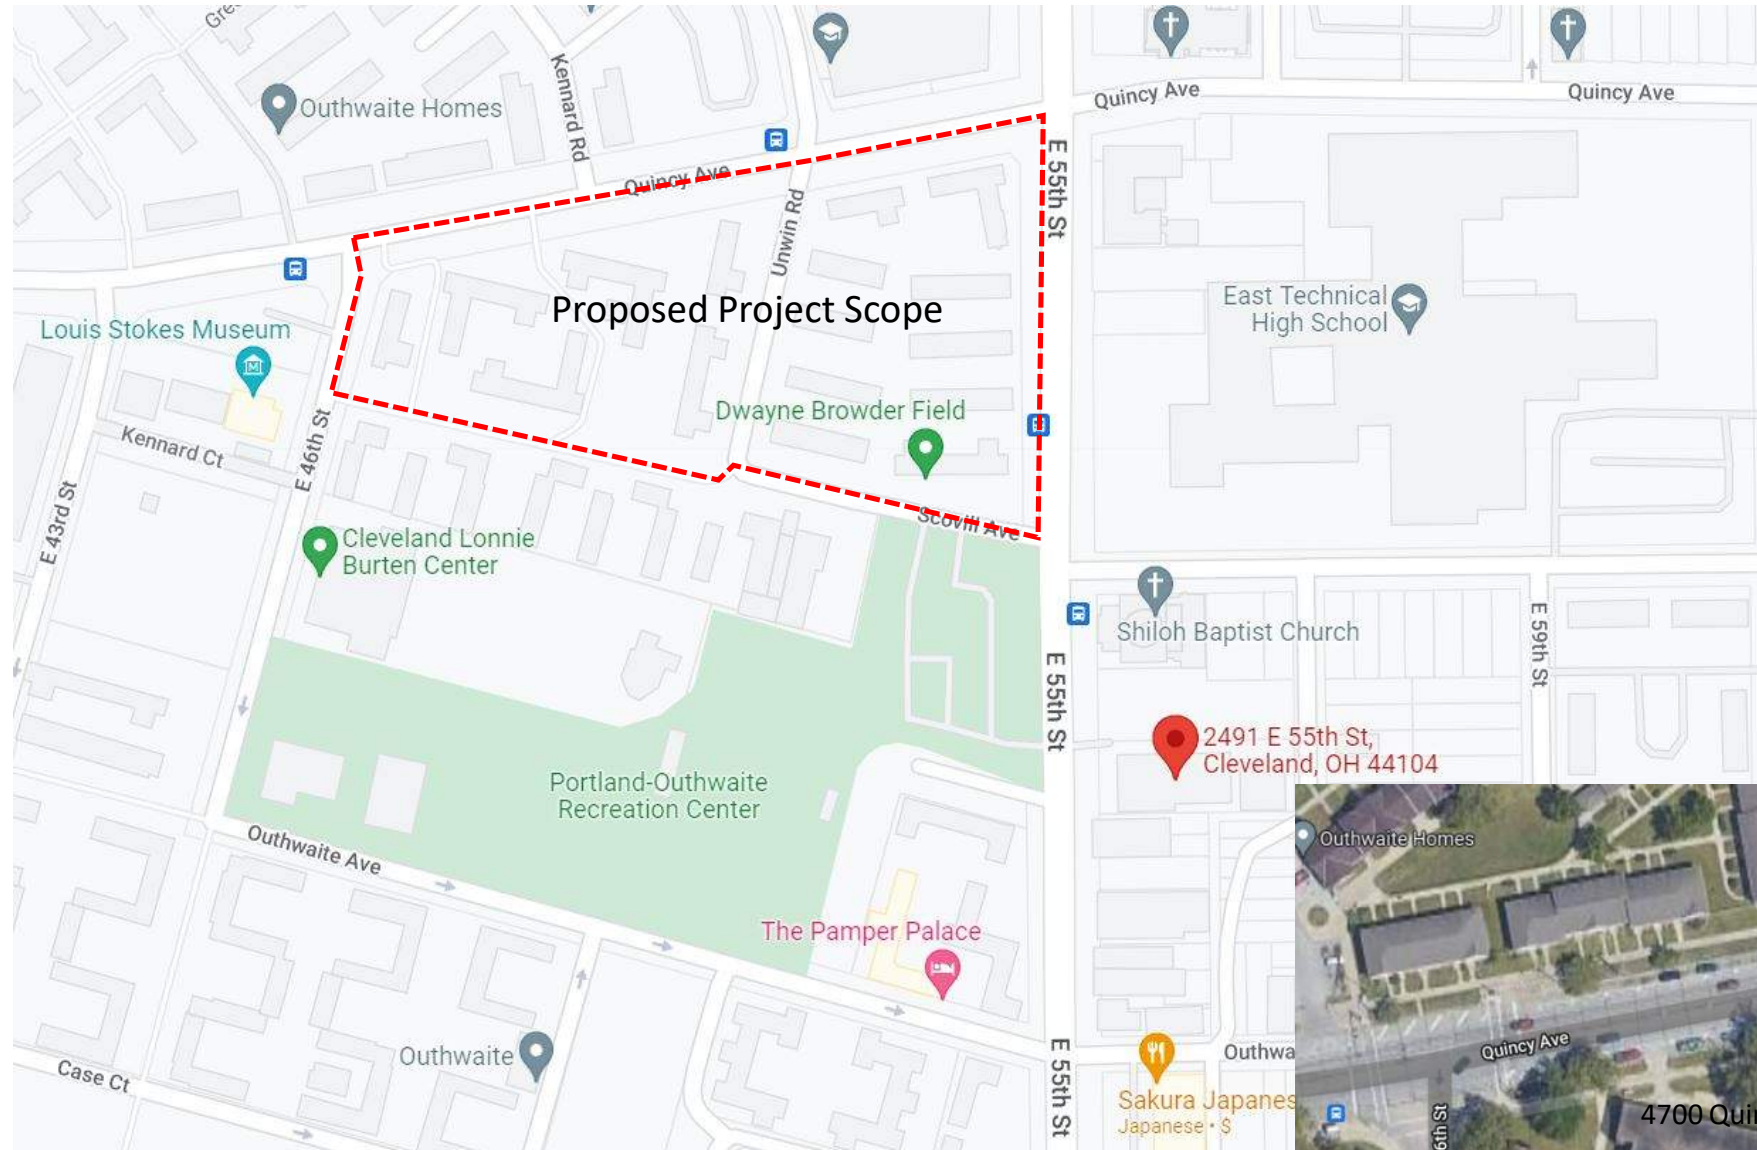 Quincy Ave
Quincy Ave
Kennard Rd
Outhwaite Homes
Quincy Ave
E 55th St
Unwin Rd
Proposed Project Scope
East Technical
High School
Louis Stokes Museum
Dwayne Browder Field
Kennard Ct
E 46th St
E 43rd St
Scovill Ave
Cleveland Lonnie
Burten Center
Shiloh Baptist Church
E 59th St
E 55th St
2491 E 55th St,
Cleveland, OH 44104
Portland-Outhwaite
Recreation Center
Outhwaite Ave
Outhwaite Homes
The Pamper Palace
Outhwaite
Case Ct
E 55th St
Outhwa
Quincy Ave
Sakura Japanes
Japanese · $
6th St
4700 Quin